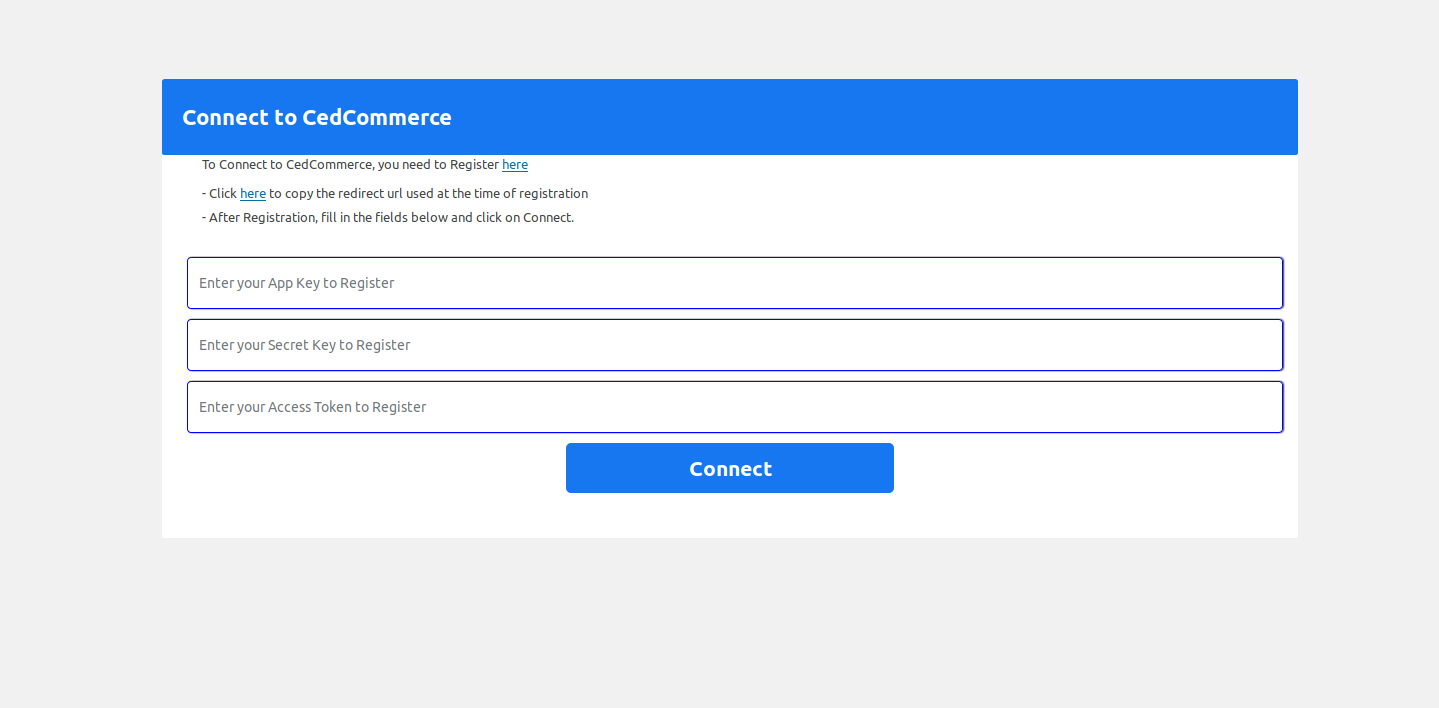 Connect to CedCommerce
To Connect to CedCommerce, you need to Register here
- Click here to copy the redirect url used at the time of registration
- After Registration, fill in the fields below and click on Connect.
Enter your App Key to Register
Enter your Secret Key to Register
Enter your Access Token to Register
Connect